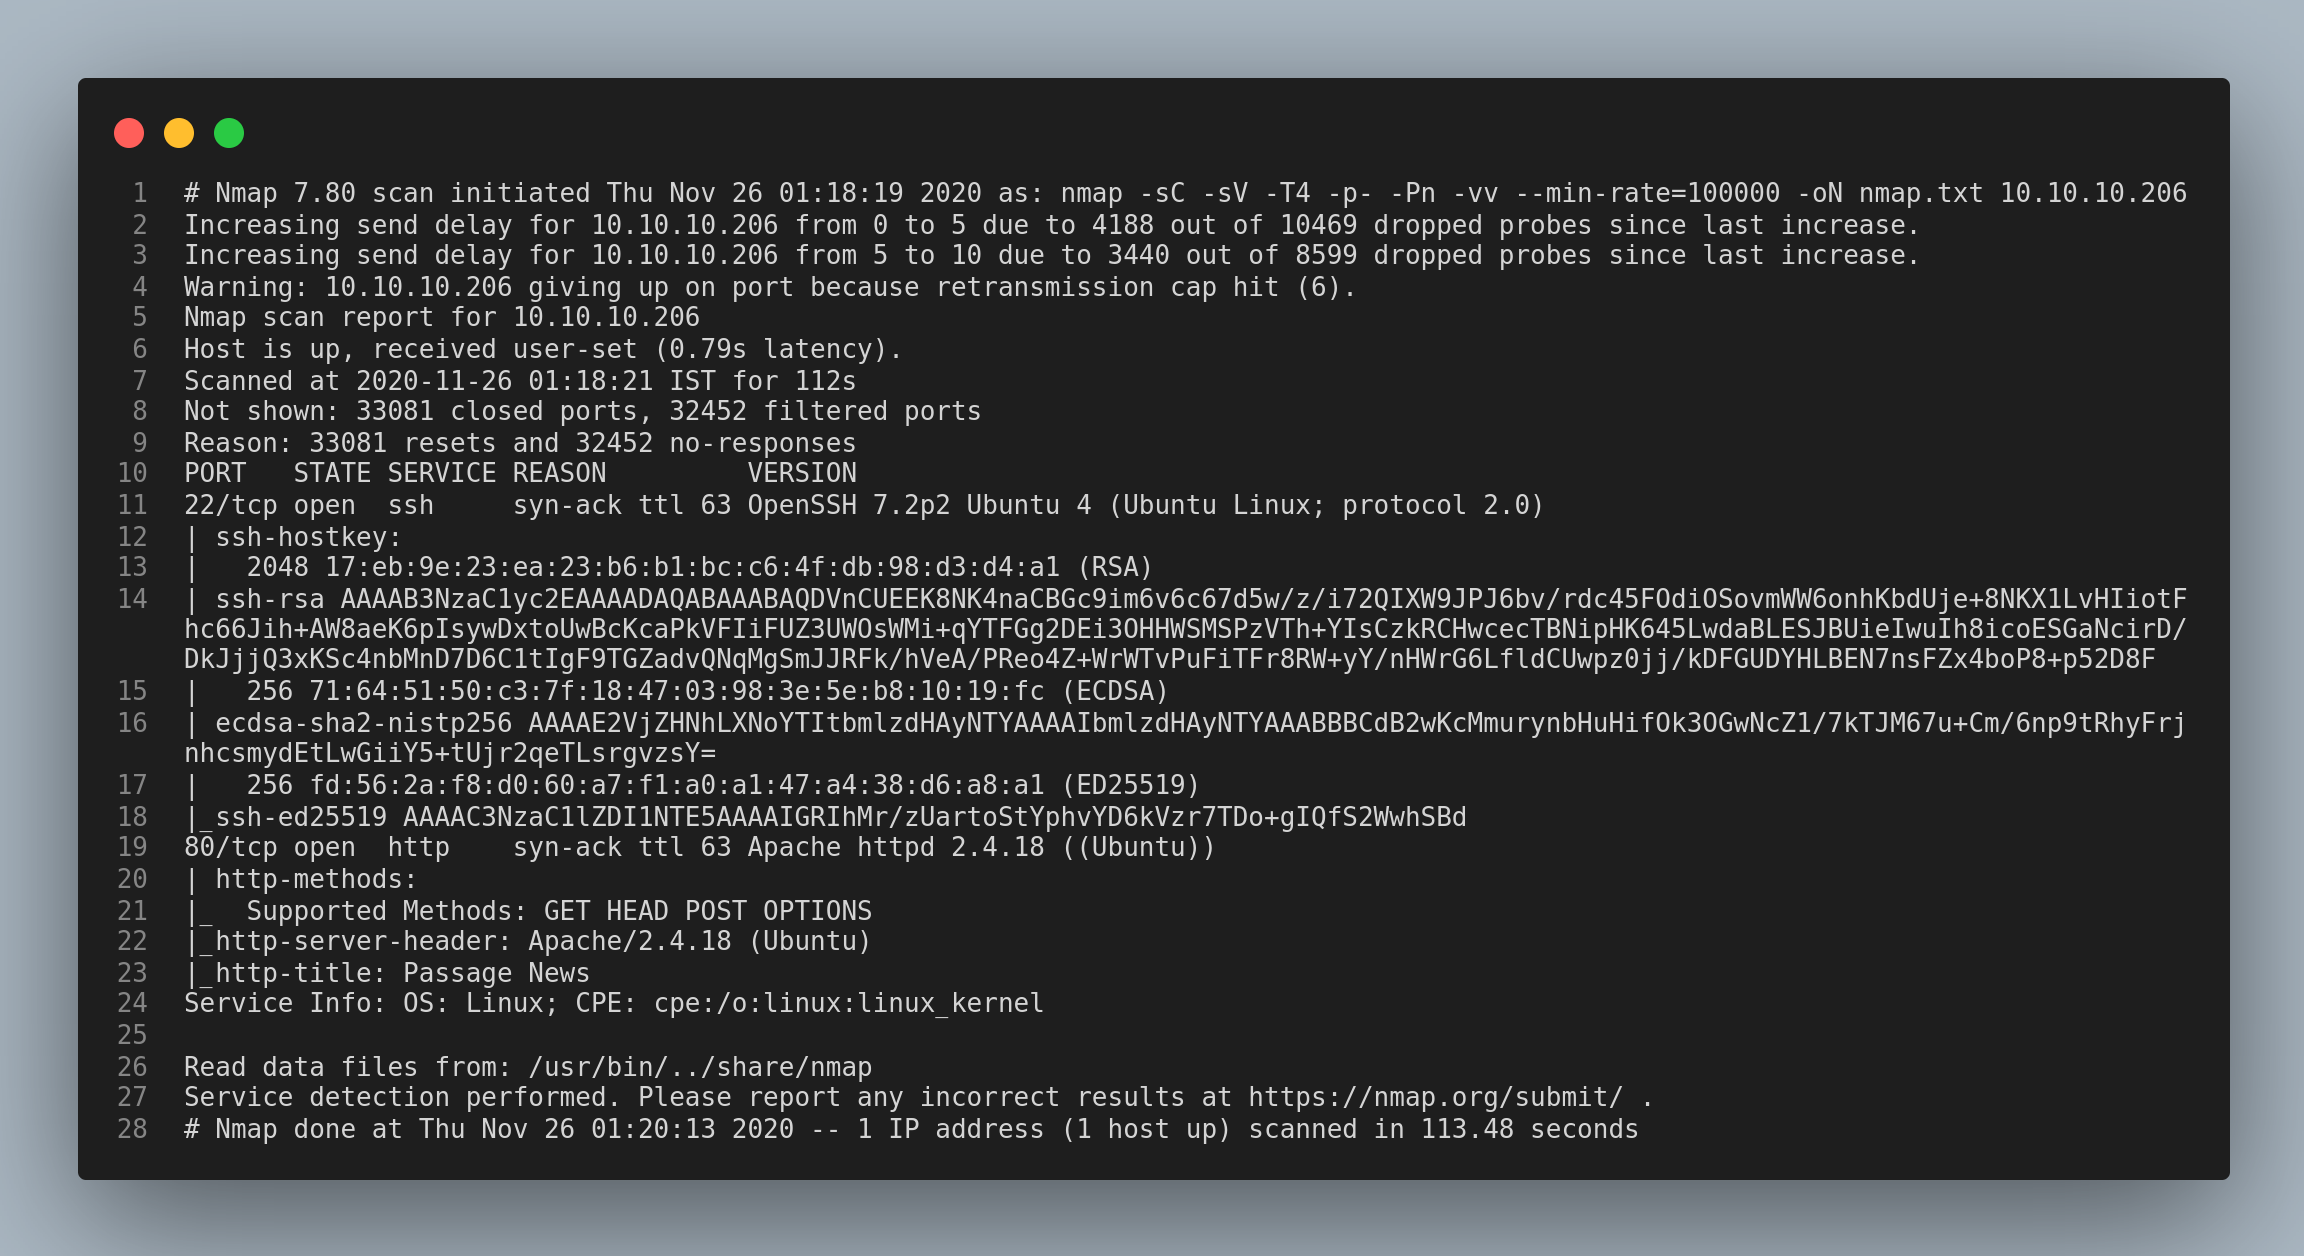 1 # Nmap 7.80 scan initiated Thu Nov 26 01:18:19 2020 as: nmap -sC -sV -T4 -p- -Pn -vv --min-rate=100000 -oN nmap.txt 10.10.10.206
2 Increasing send delay for 10.10.10.206 from 0 to 5 due to 4188 out of 10469 dropped probes since last increase.
3 Increasing send delay for 10.10.10.206 from 5 to 10 due to 3440 out of 8599 dropped probes since last increase.
4 Warning: 10.10.10.206 giving up on port because retransmission cap hit (6).
5 Nmap scan report for 10.10.10.206
6 Host is up, received user-set (0.79s latency).
7 Scanned at 2020-11-26 01:18:21 IST for 112s
8 Not shown: 33081 closed ports, 32452 filtered ports
9 Reason: 33081 resets and 32452 no-responses
10 PORT   STATE SERVICE REASON         VERSION
11 22/tcp open  ssh     syn-ack ttl 63 OpenSSH 7.2p2 Ubuntu 4 (Ubuntu Linux; protocol 2.0)
12 | ssh-hostkey:
13 |   2048 17:eb:9e:23:ea:23:b6:b1:bc:c6:4f:db:98:d3:d4:a1 (RSA)
14 | ssh-rsa AAAAB3NzaC1yc2EAAAADAQABAAABAQDVnCUEEK8NK4naCBGc9im6v6c67d5w/z/i72QIXW9JPJ6bv/rdc45FOdiOSovmWW6onhKbdUje+8NKX1LvHIiotF
hc66Jih+AW8aeK6pIsywDxtoUwBcKcaPkVFIiFUZ3UWOsWMi+qYTFGg2DEi3OHHWSMSPzVTh+YIsCzkRCHwcecTBNipHK645LwdaBLESJBUieIwuIh8icoESGaNcirD/
DkJjjQ3xKSc4nbMnD7D6C1tIgF9TGZadvQNqMgSmJJRFk/hVeA/PReo4Z+WrWTvPuFiTFr8RW+yY/nHWrG6LfldCUwpz0jj/kDFGUDYHLBEN7nsFZx4boP8+p52D8F
15 |   256 71:64:51:50:c3:7f:18:47:03:98:3e:5e:b8:10:19:fc (ECDSA)
16 | ecdsa-sha2-nistp256 AAAAE2VjZHNhLXNoYTItbmlzdHAyNTYAAAAIbmlzdHAyNTYAAABBBCdB2wKcMmurynbHuHifOk3OGwNcZ1/7kTJM67u+Cm/6np9tRhyFrj
nhcsmydEtLwGiiY5+tUjr2qeTLsrgvzsY=
17 |   256 fd:56:2a:f8:d0:60:a7:f1:a0:a1:47:a4:38:d6:a8:a1 (ED25519)
18 |_ssh-ed25519 AAAAC3NzaC1lZDI1NTE5AAAAIGRIhMr/zUartoStYphvYD6kVzr7TDo+gIQfS2WwhSBd
19 80/tcp open  http    syn-ack ttl 63 Apache httpd 2.4.18 ((Ubuntu))
20 | http-methods:
21 |_  Supported Methods: GET HEAD POST OPTIONS
22 |_http-server-header: Apache/2.4.18 (Ubuntu)
23 |_http-title: Passage News
24 Service Info: OS: Linux; CPE: cpe:/o:linux:linux_kernel
25
26 Read data files from: /usr/bin/../share/nmap
27 Service detection performed. Please report any incorrect results at https://nmap.org/submit/ .
28 # Nmap done at Thu Nov 26 01:20:13 2020 -- 1 IP address (1 host up) scanned in 113.48 seconds